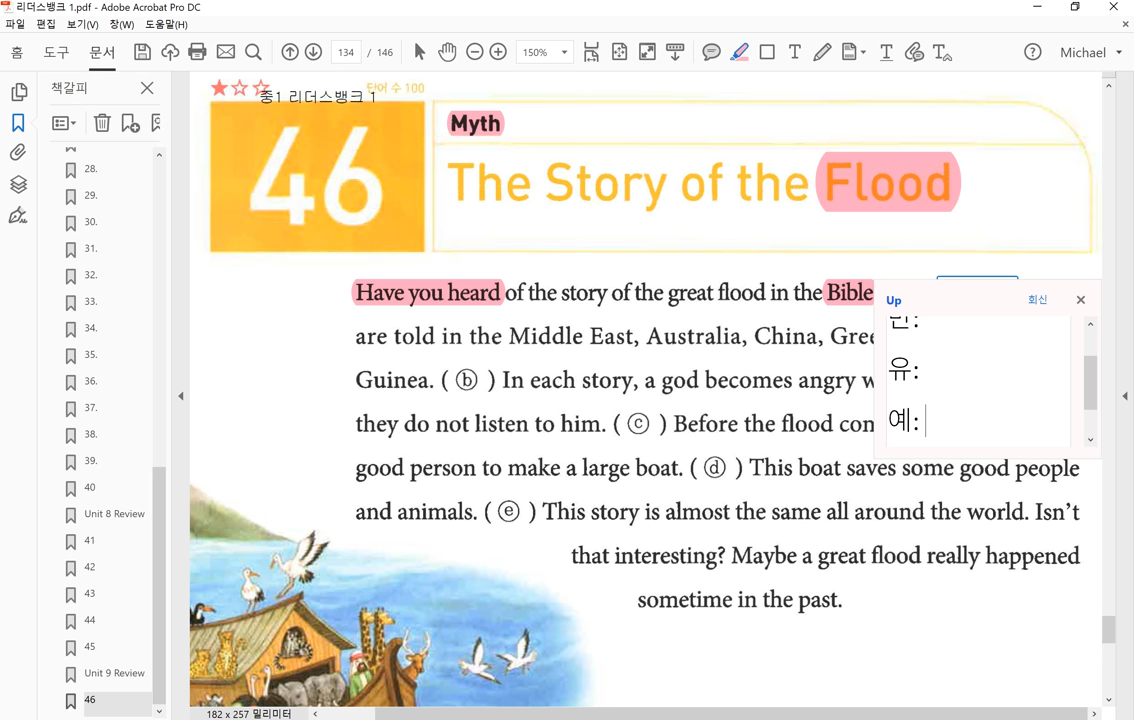 리더스뱅크 1.pdf - Adobe Acrobat Pro DC
파일 편집 보기(V) 창(W) 도움말(H)
홈 도구 문서 134 / 146 150% Michael
책갈피
28.
29.
30.
31.
32.
33.
34.
35.
36.
37.
38.
39.
40
Unit 8 Review
41
42
43
44
45
Unit 9 Review
46
단어 수 100
중1 리더스뱅크 1
46
Myth
The Story of the Flood
Have you heard of the story of the great flood in the Bible
are told in the Middle East, Australia, China, Gree
Guinea. ( ⓑ ) In each story, a god becomes angry w
they do not listen to him. ( ⓒ ) Before the flood con
good person to make a large boat. ( ⓓ ) This boat saves some good people
and animals. ( ⓔ ) This story is almost the same all around the world. Isn't
that interesting? Maybe a great flood really happened
sometime in the past.
Up 회신
유:
예:
182 x 257 밀리미터